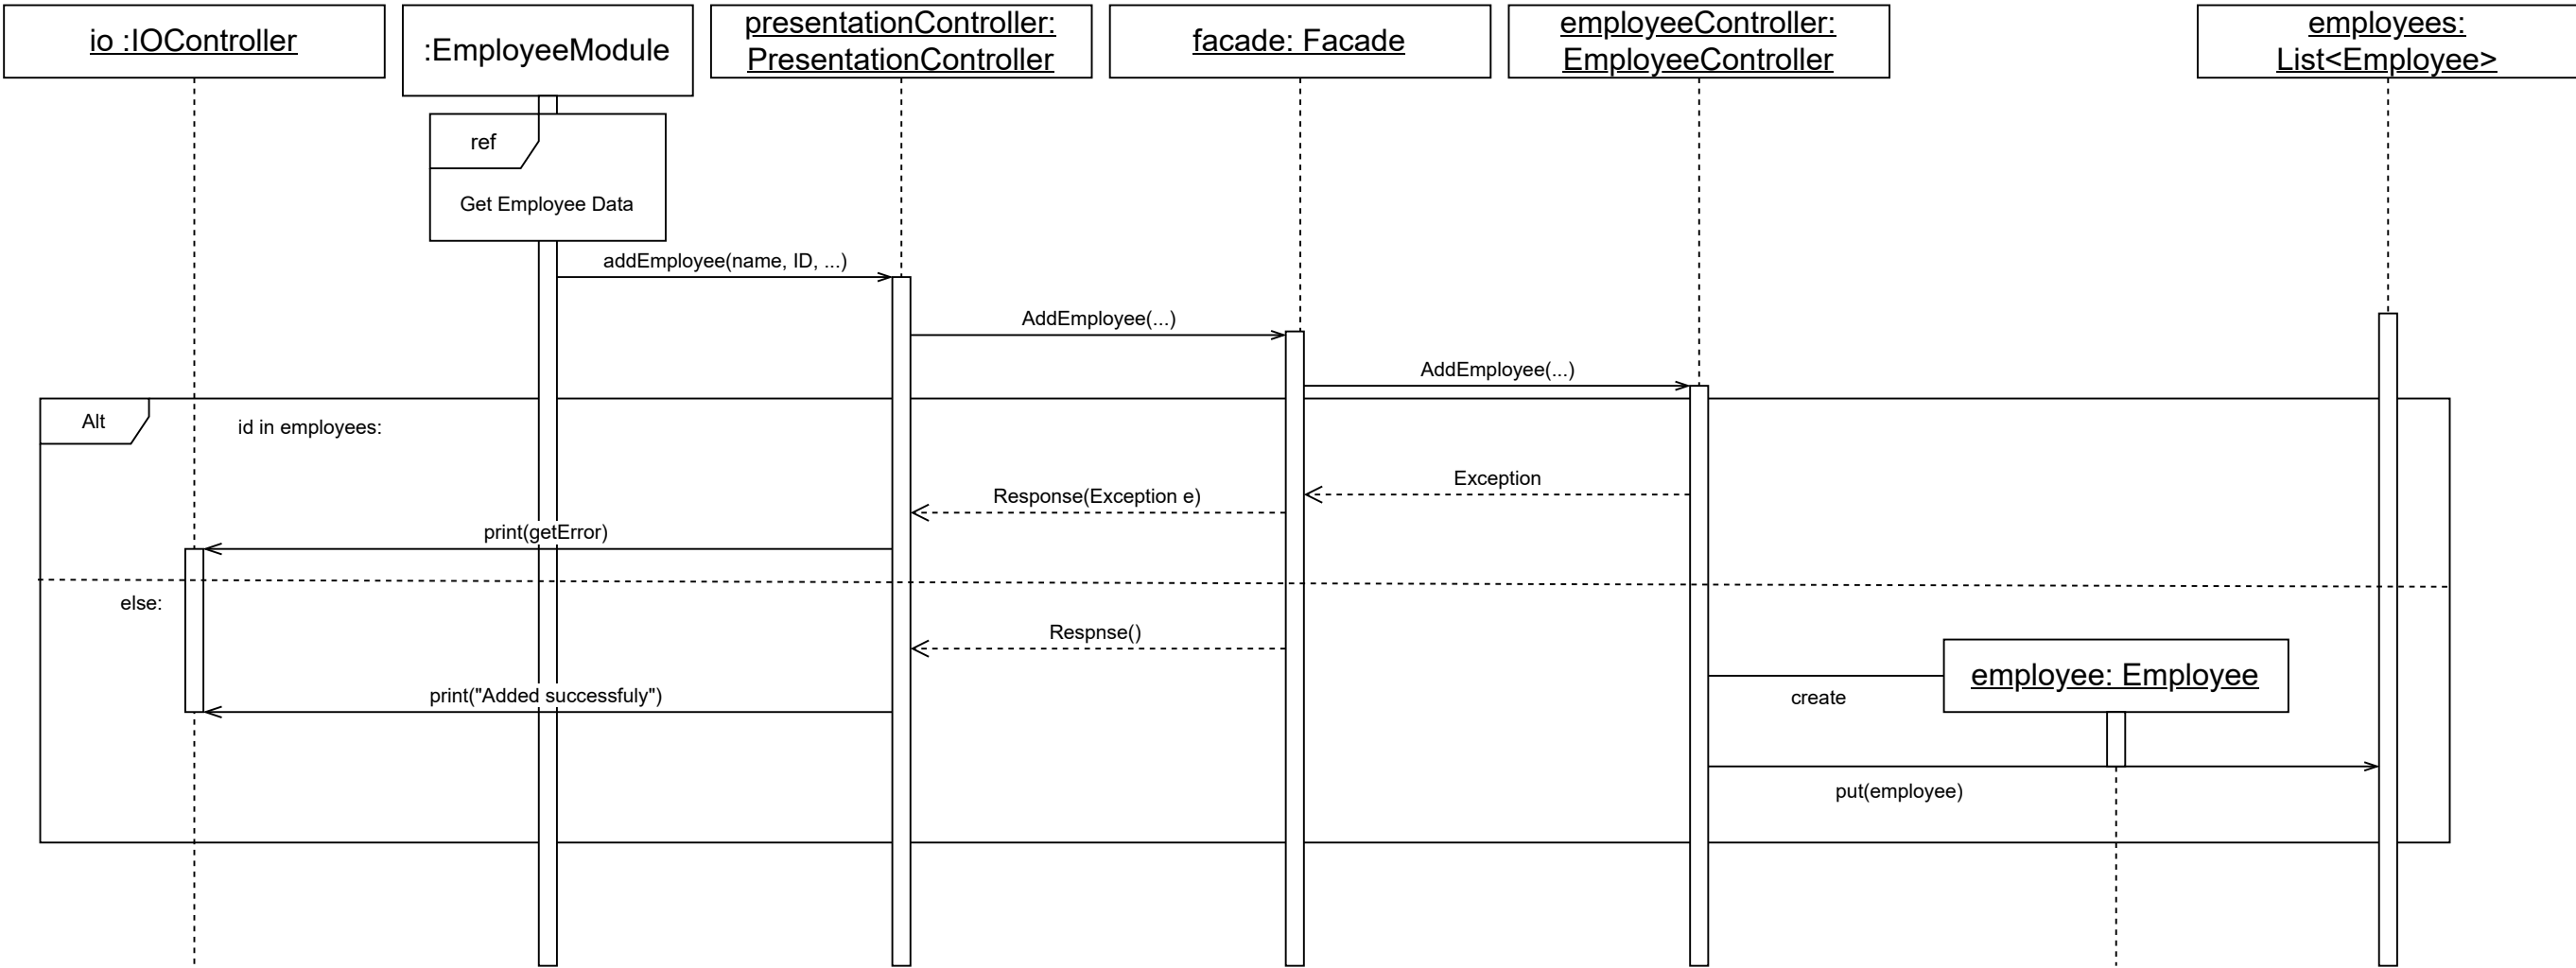 io :IOController
:EmployeeModule
presentationController:
PresentationController
facade: Facade
employeeController:
EmployeeController
employees:
List<Employee>
ref
Get Employee Data
addEmployee(name, ID, ...)
AddEmployee(...)
AddEmployee(...)
Alt
id in employees:
Exception
Response(Exception e)
print(getError)
else:
Respnse()
employee: Employee
create
print("Added successfuly")
put(employee)